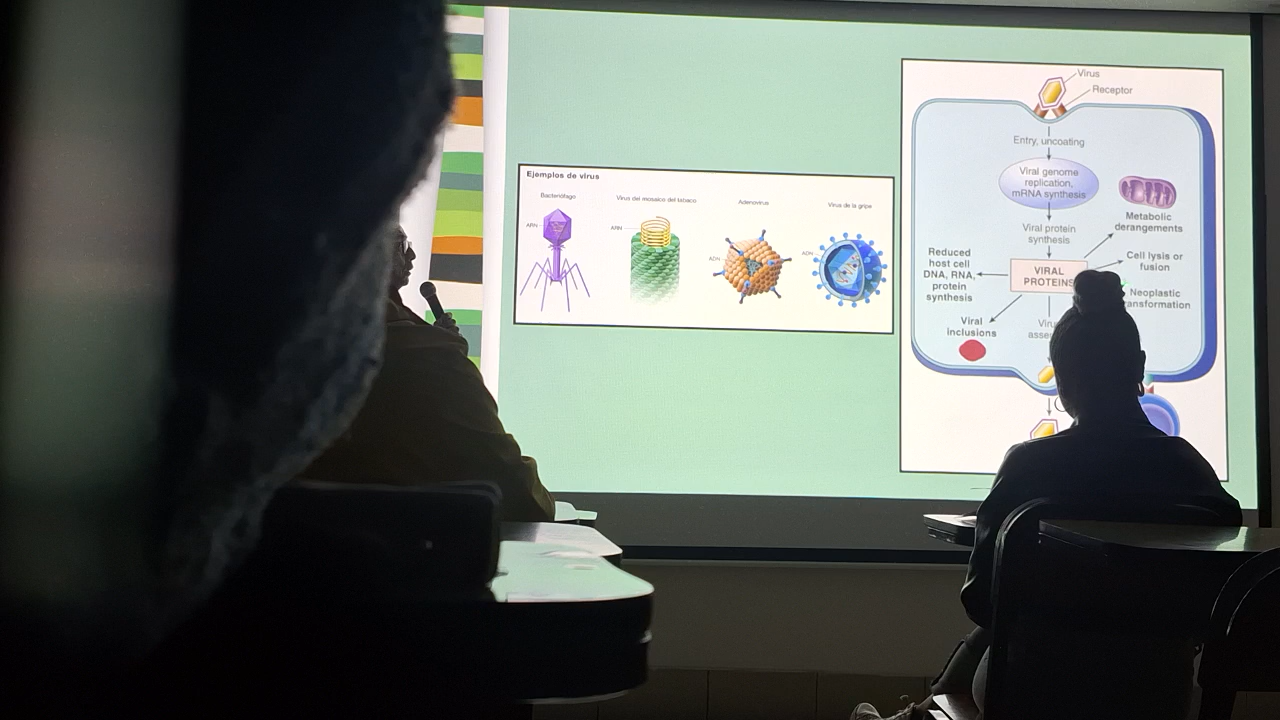 Ejemplos de virus
Bacteriófago
Virus del mosaico del tabaco
Adenovirus
Virus de la gripe
ARN
ARN
ADN
ADN
Virus
Receptor
Entry, uncoating
Viral genome
replication,
mRNA synthesis
Viral protein
synthesis
Metabolic
derangements
Reduced
host cell
DNA, RNA,
protein
synthesis
VIRAL
PROTEINS
Cell lysis or
fusion
Neoplastic
Viral
inclusions